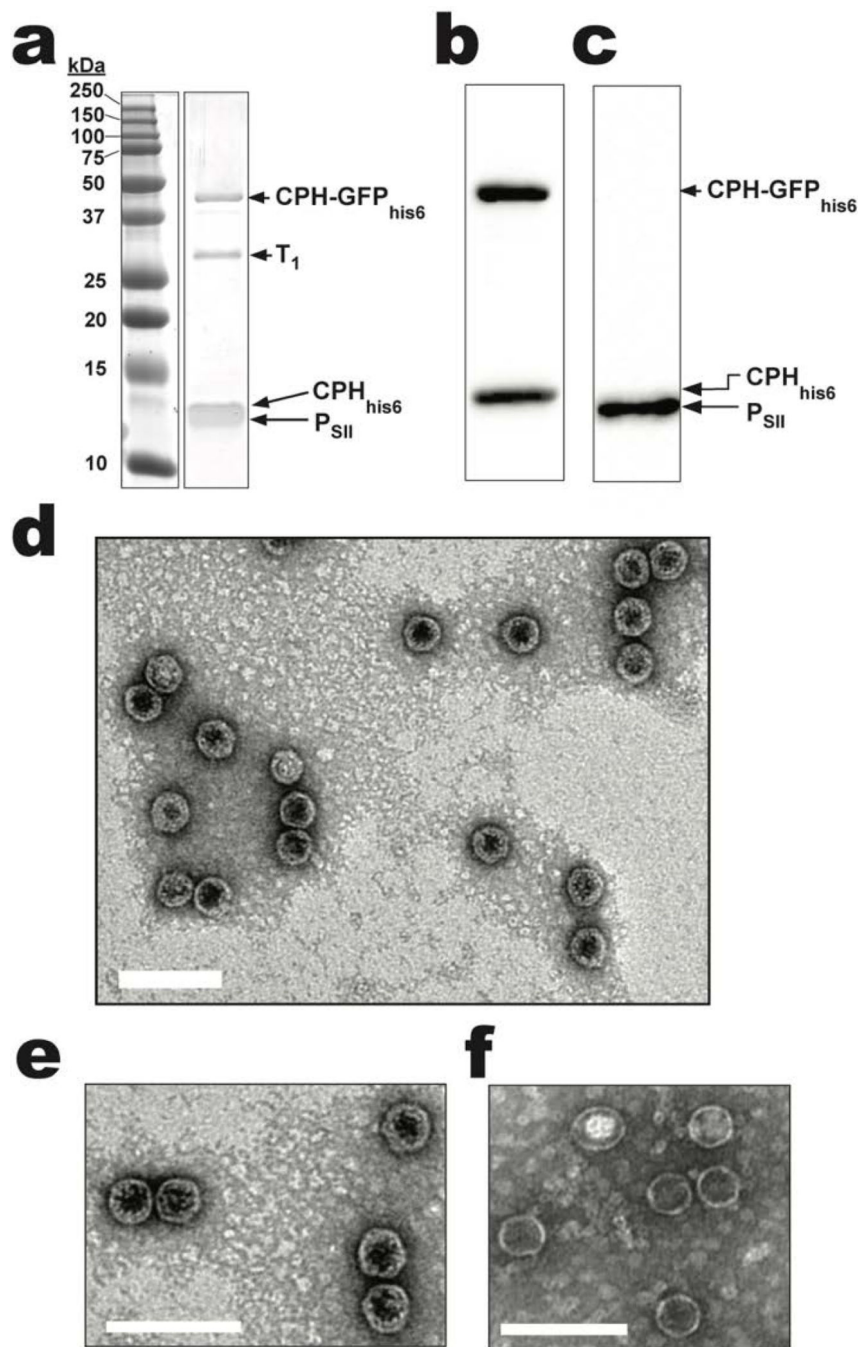 a
b
c
kDa
250
150
100
75
50
37
25
20
15
10
CPH-GFPhis6
T1
CPHhis6
PSII
CPH-GFPhis6
CPHhis6
PSII
d
e
f